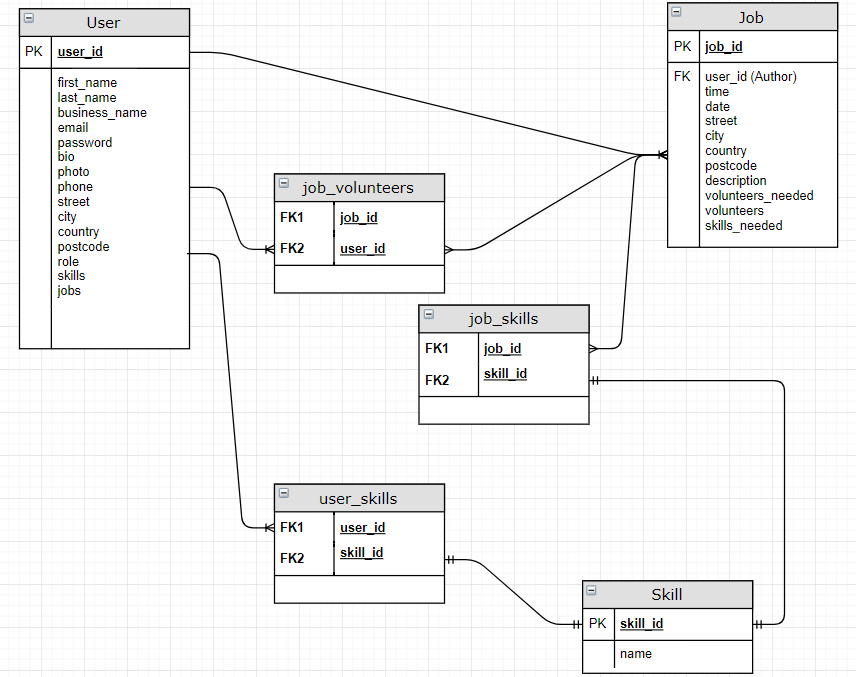 User
PK user_id
first_name
last_name
business_name
email
password
bio
photo
phone
street
city
country
postcode
role
skills
jobs
Job
PK job_id
FK user_id (Author)
time
date
street
city
country
postcode
description
volunteers_needed
volunteers
skills_needed
job_volunteers
FK1 job_id
FK2 user_id
job_skills
FK1 job_id
FK2 skill_id
user_skills
FK1 user_id
FK2 skill_id
Skill
PK skill_id
name